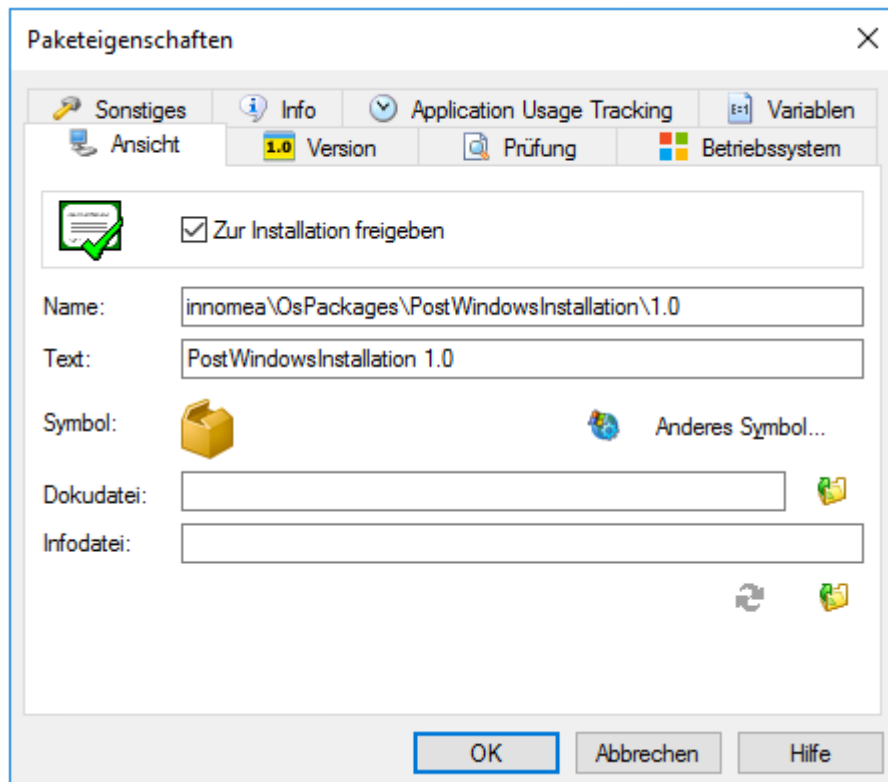 Paketeigenschaften
Sonstiges Info Application Usage Tracking E=1 Variablen
Ansicht 1.0 Version Prüfung Betriebssystem
Zur Installation freigeben
Name: innomea\OsPackages\PostWindowsInstallation\1.0
Text: PostWindowsInstallation 1.0
Symbol: Anderes Symbol...
Dokudatei:
Infodatei:
OK Abbrechen Hilfe